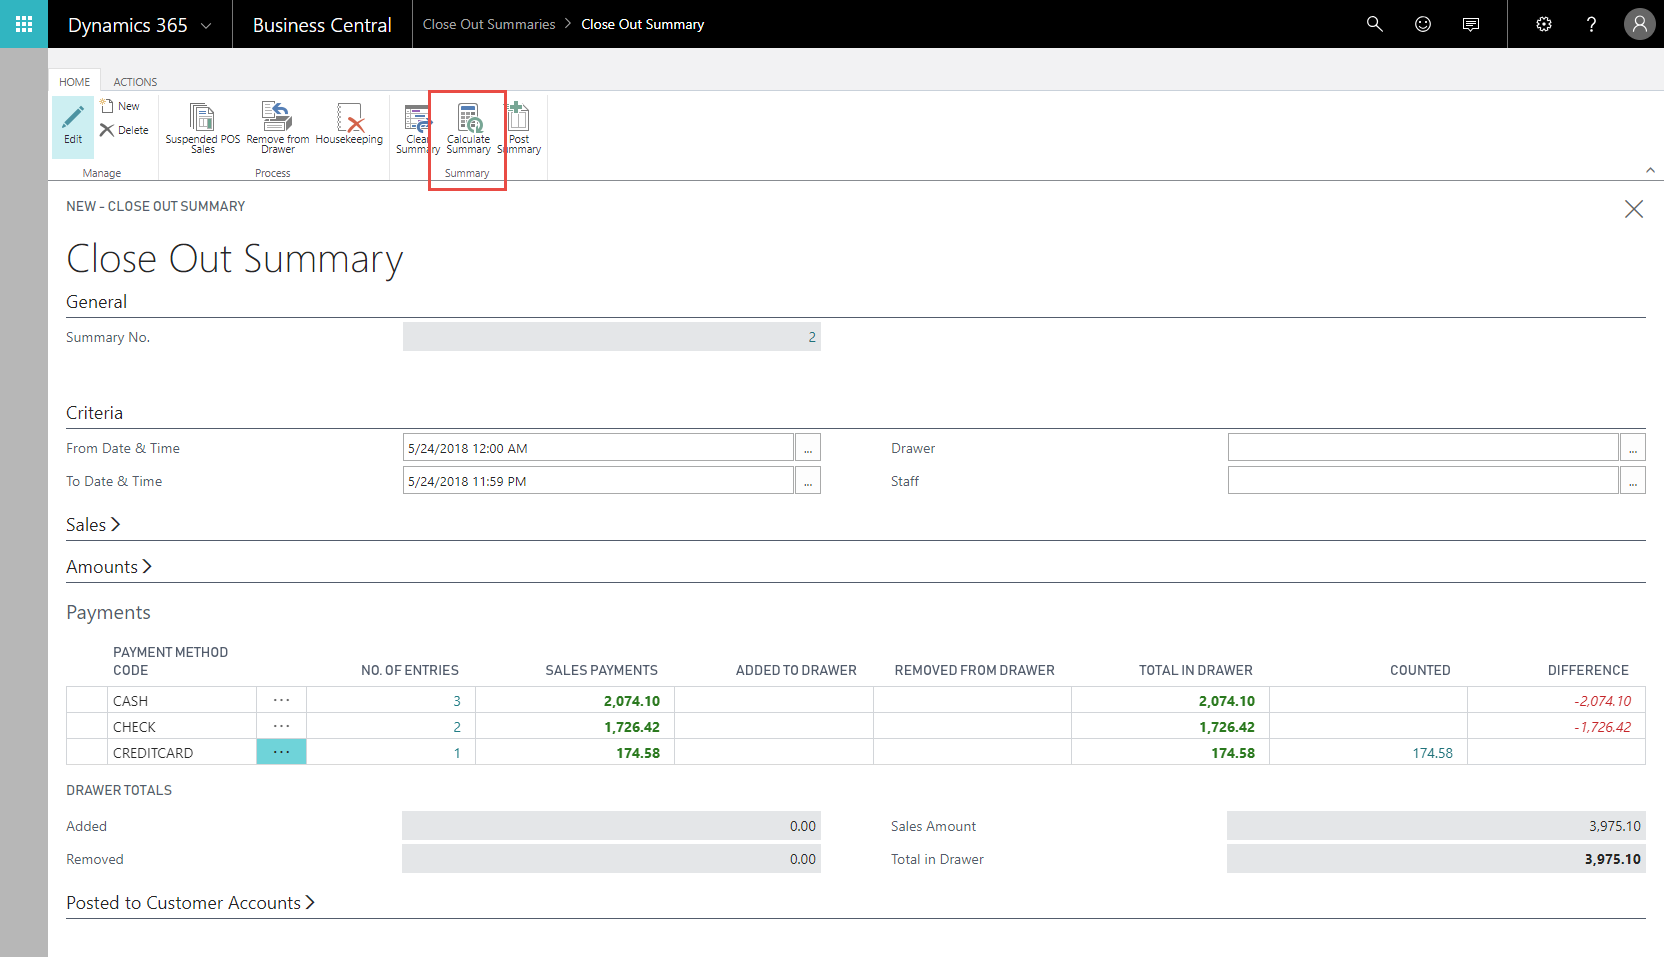 Dynamics 365
Business Central
Close Out Summaries > Close Out Summary
?
HOME
ACTIONS
Edit
New
Delete
Manage
Suspended POS
Sales
Remove from
Drawer
Housekeeping
Process
Clear
Summary
Calculate
Summary
Post
Summary
Summary
NEW - CLOSE OUT SUMMARY
Close Out Summary
General
Summary No.
2
Criteria
From Date & Time
5/24/2018 12:00 AM
...
Drawer
...
To Date & Time
5/24/2018 11:59 PM
...
Staff
...
Sales >
Amounts >
Payments
PAYMENT METHOD
CODE NO. OF ENTRIES SALES PAYMENTS ADDED TO DRAWER REMOVED FROM DRAWER TOTAL IN DRAWER COUNTED DIFFERENCE
CASH ... 3 2,074.10 2,074.10 -2,074.10
CHECK ... 2 1,726.42 1,726.42 -1,726.42
CREDITCARD ... 1 174.58 174.58 174.58
DRAWER TOTALS
Added 0.00 Sales Amount 3,975.10
Removed 0.00 Total in Drawer 3,975.10
Posted to Customer Accounts >